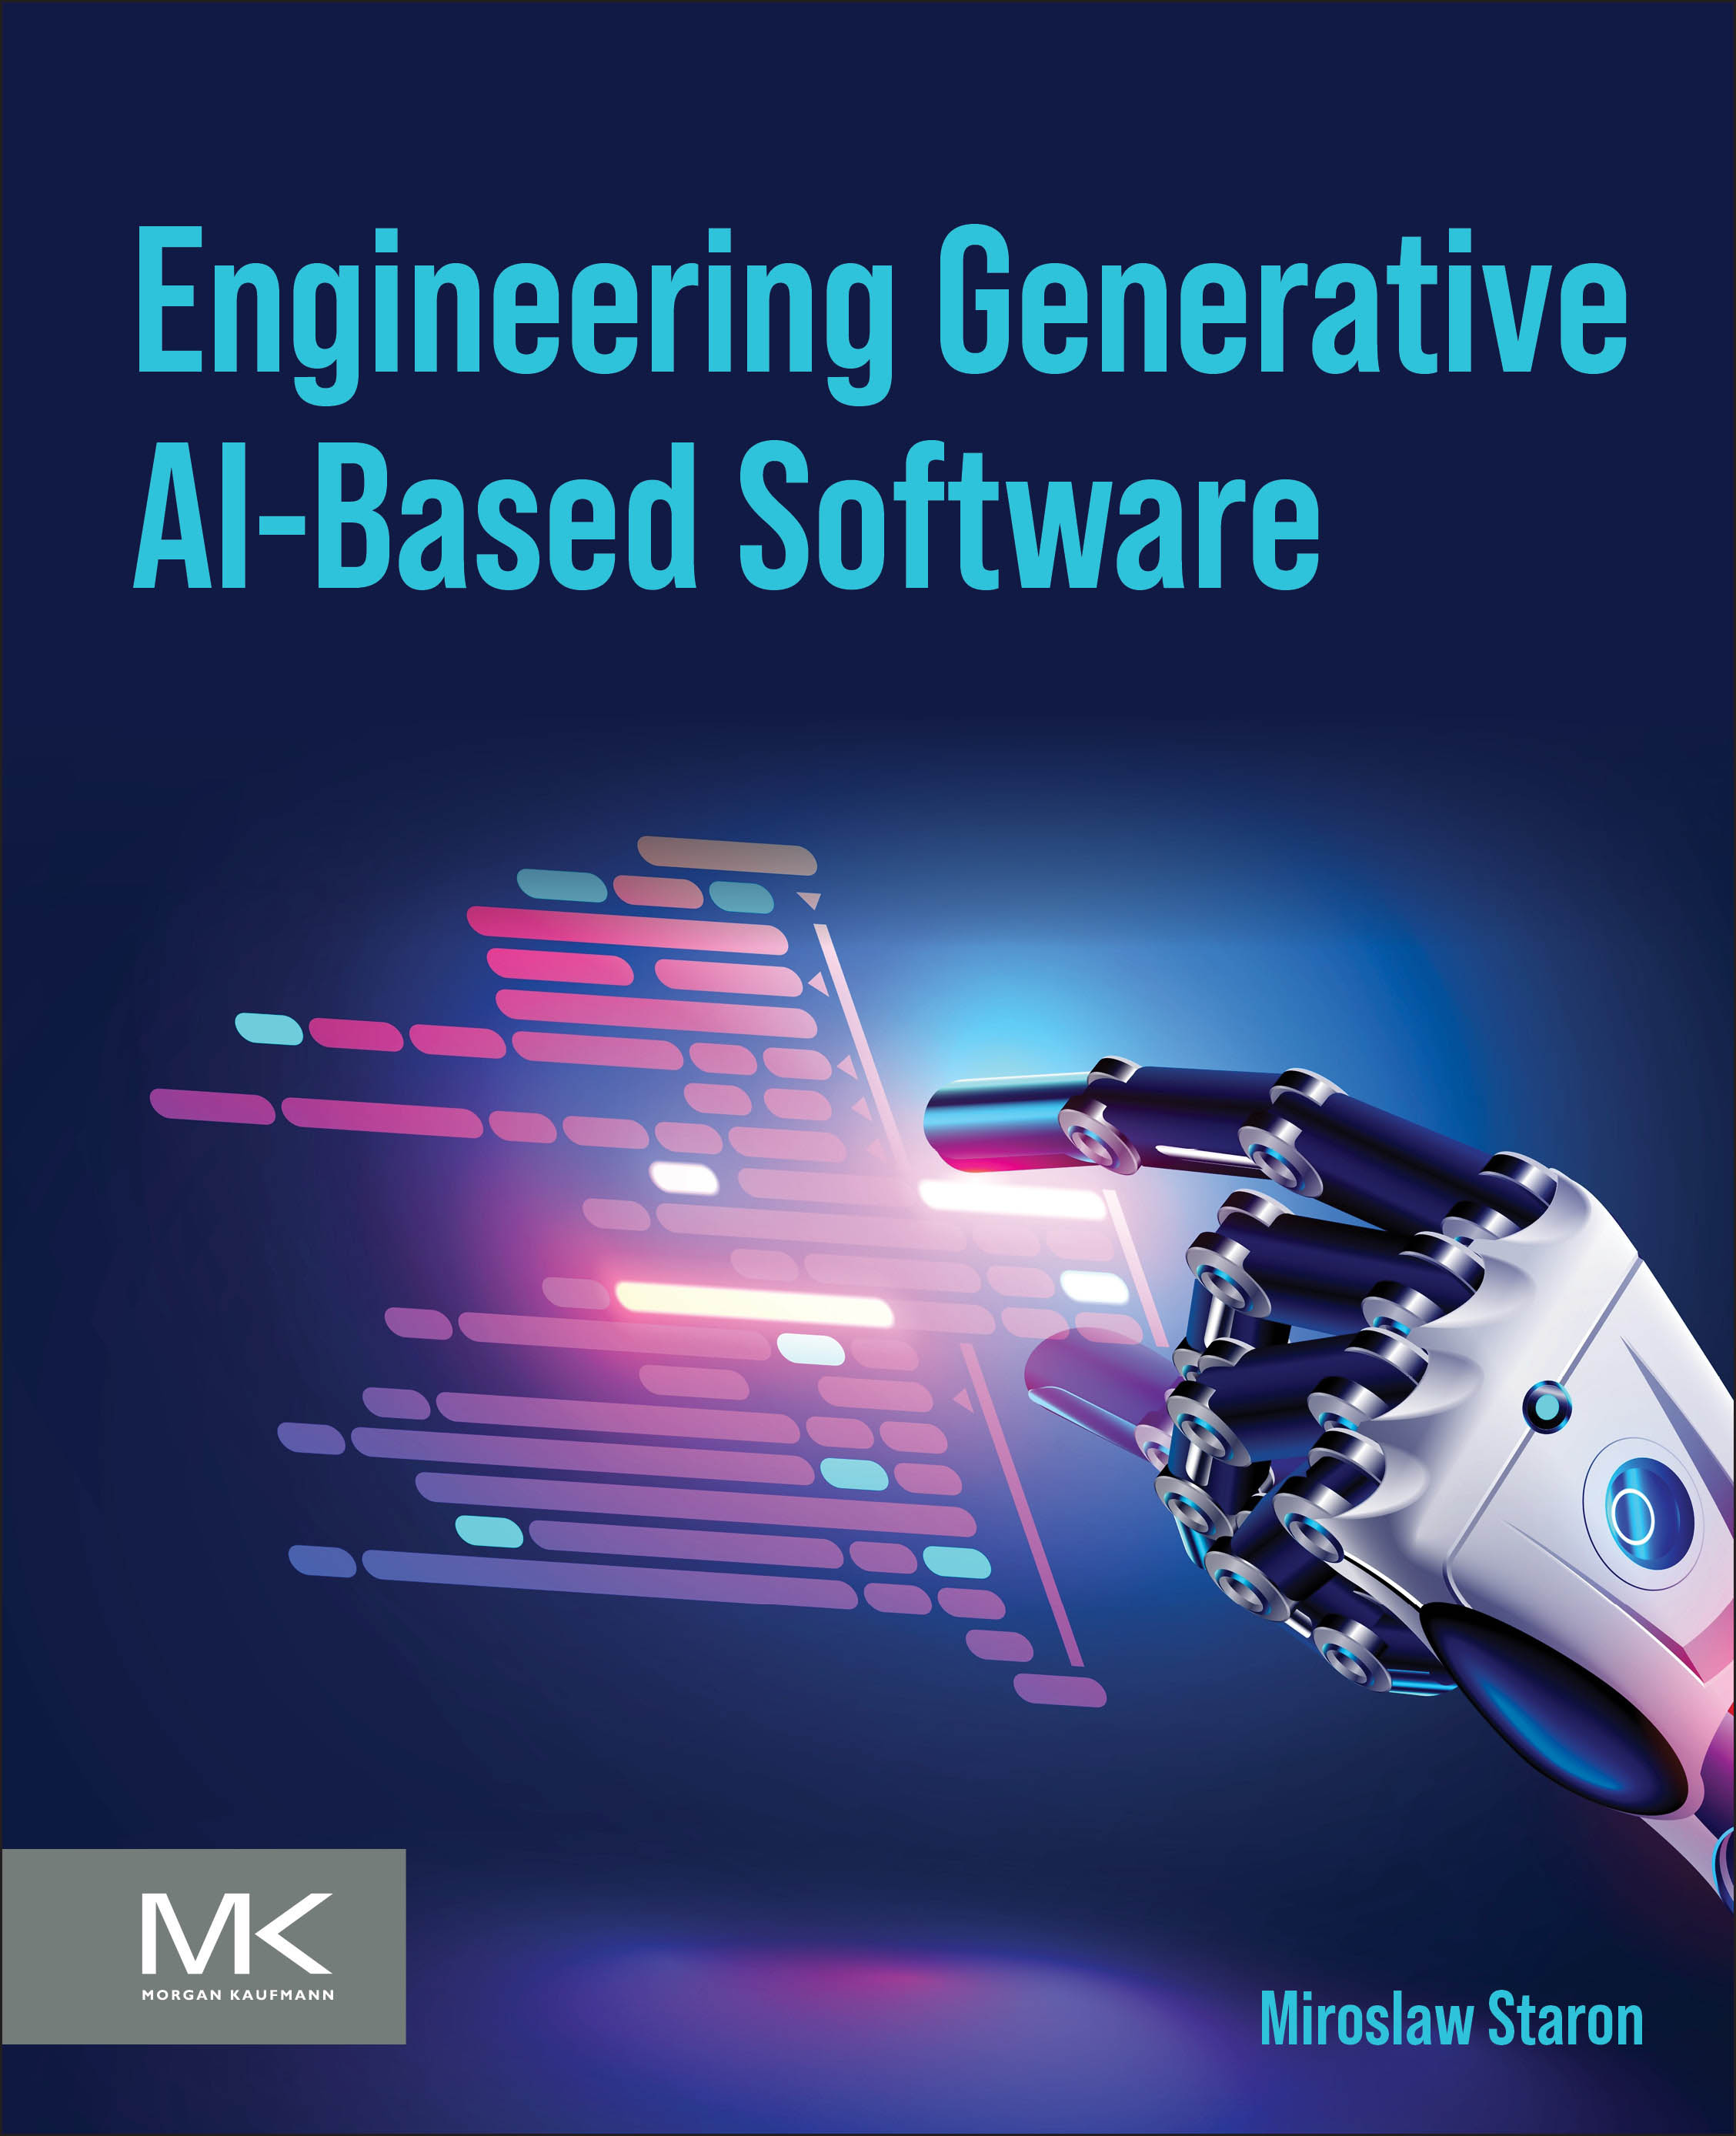 Engineering Generative
AI-Based Software
MK
MORGAN KAUFMANN
Miroslaw Staron